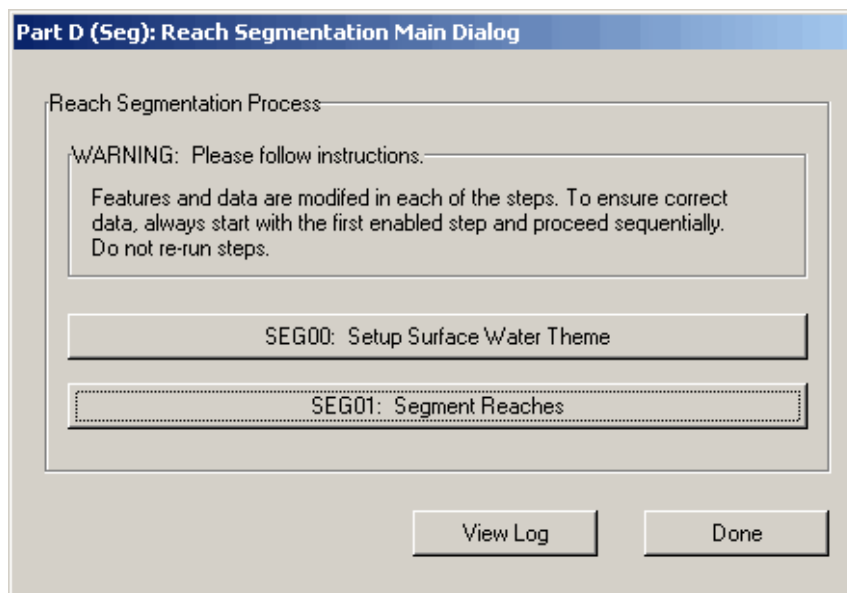 Part D (Seg): Reach Segmentation Main Dialog
Reach Segmentation Process
WARNING: Please follow instructions.
Features and data are modifed in each of the steps. To ensure correct
data, always start with the first enabled step and proceed sequentially.
Do not re-run steps.
SEG00: Setup Surface Water Theme
SEG01: Segment Reaches
View Log Done